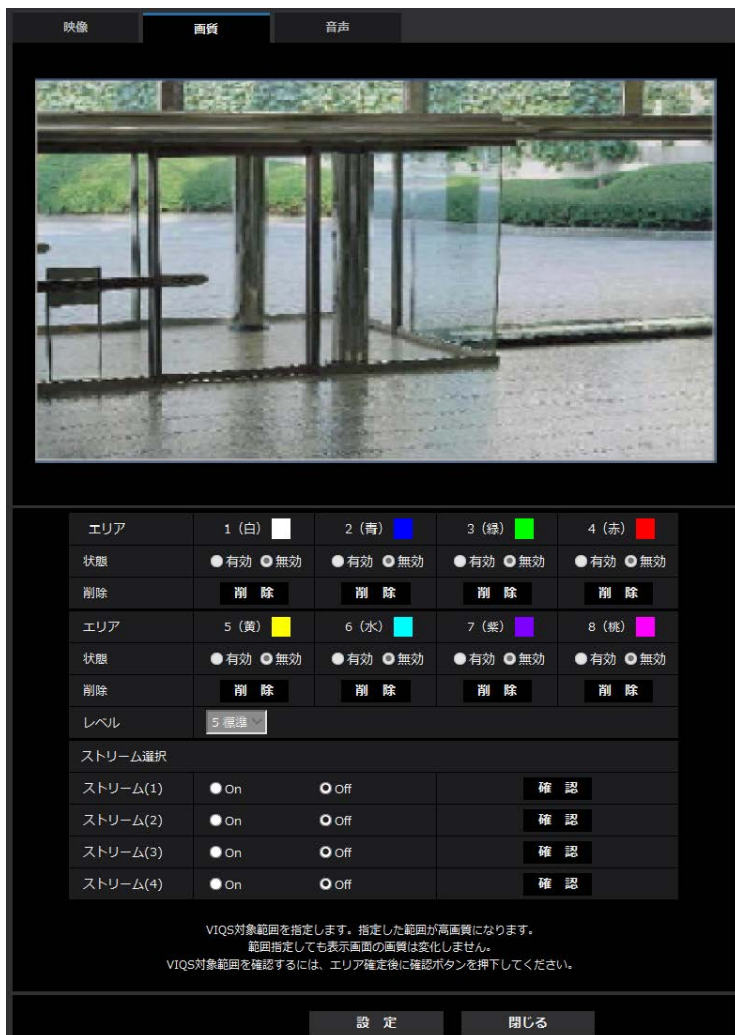 映像 画質 音声
エリア 1（白） 2（青） 3（緑） 4（赤）
状態 有効 無効 有効 無効 有効 無効 有効 無効
削除 削 除 削 除 削 除 削 除
エリア 5（黄） 6（水） 7（紫） 8（桃）
状態 有効 無効 有効 無効 有効 無効 有効 無効
削除 削 除 削 除 削 除 削 除
レベル 5 標準
ストリーム選択
ストリーム(1) On Off 確 認
ストリーム(2) On Off 確 認
ストリーム(3) On Off 確 認
ストリーム(4) On Off 確 認
VIQS対象範囲を指定します。指定した範囲が高画質になります。
範囲指定しても表示画面の画質は変化しません。
VIQS対象範囲を確認するには、エリア確定後に確認ボタンを押下してください。
設 定 閉じる